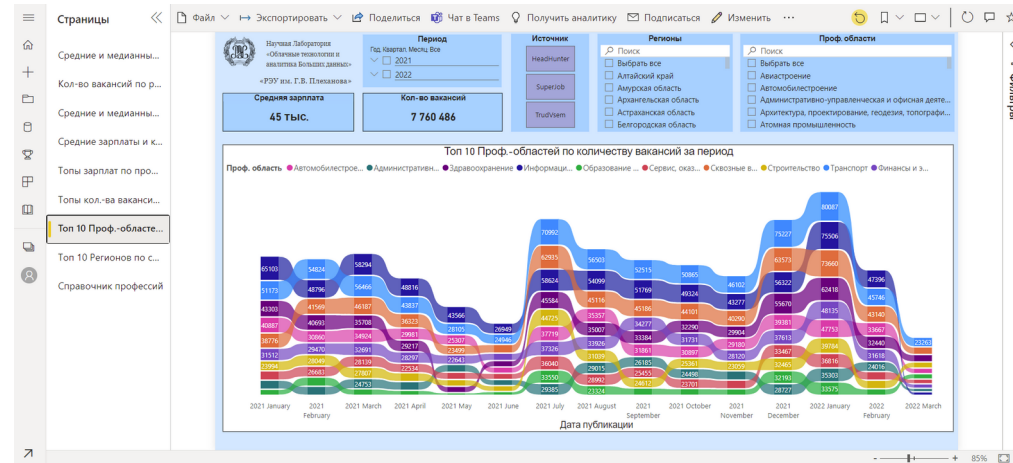 Страницы
Файл
Экспортировать
Поделиться
Чат в Teams
Получить аналитику
Подписаться
Изменить
Средние и медианны...
Кол-во вакансий по р...
Средние и медианны...
Средние зарплаты и к...
Топы зарплат по про...
Топы кол.-ва ваканси...
Топ 10 Проф.-областе...
Топ 10 Регионов по с...
Справочник профессий
Научная Лаборатория
«Облачные технологии и
аналитика Больших данных»
«РЭУ им. Г.В. Плеханова»
Период
Год, Квартал, Месяц, Все
2021
2022
Источник
HeadHunter
SuperJob
TrudVsem
Регионы
Поиск
Выбрать все
Алтайский край
Амурская область
Архангельская область
Астраханская область
Белгородская область
Проф. области
Поиск
Выбрать все
Авиастроение
Автомобилестроение
Административно-управленческая и офисная деяте...
Архитектура, проектирование, геодезия, топографи...
Атомная промышленность
Средняя зарплата
45 тыс.
Кол-во вакансий
7 760 486
Топ 10 Проф.-областей по количеству вакансий за период
Проф. область Автомобилестрое... Административн... Здравоохранение Информаци... Образование ... Сервис, оказ... Сквозные в... Строительство Транспорт Финансы и э...
65103 51173 43303 40887 38776 31512 23994
54824 48796 41569 40693 30860 29470 28049 26683
58294 56466 46187 35708 34924 32691 28139 27807 24753
48816 43837 36323 29981 29217 28297 22534
43566 28105 25307 23499 22643
26949 24946
70992 62935 58624 45584 44725 37719 37326 36040 33550 29385
56503 54099 45116 35357 35007 33926 31039 29015 28992 23324
52515 51769 45186 34277 33384 31861 26185 25455 24612
50865 49324 44101 32290 31731 30897 25361 24498 23701
46102 43277 40290 29904 29180 28120 23059
75227 63573 56322 55670 39381 37613 33467 32465 32193 28727
80087 75506 73660 62418 48135 47753 39784 36816 35303 33575
47396 45746 43140 33667 32440 31618 24016
23263
2021 January
2021 February
2021 March
2021 April
2021 May
2021 June
2021 July
2021 August
2021 September
2021 October
2021 November
2021 December
2022 January
2022 February
2022 March
Дата публикации
85%